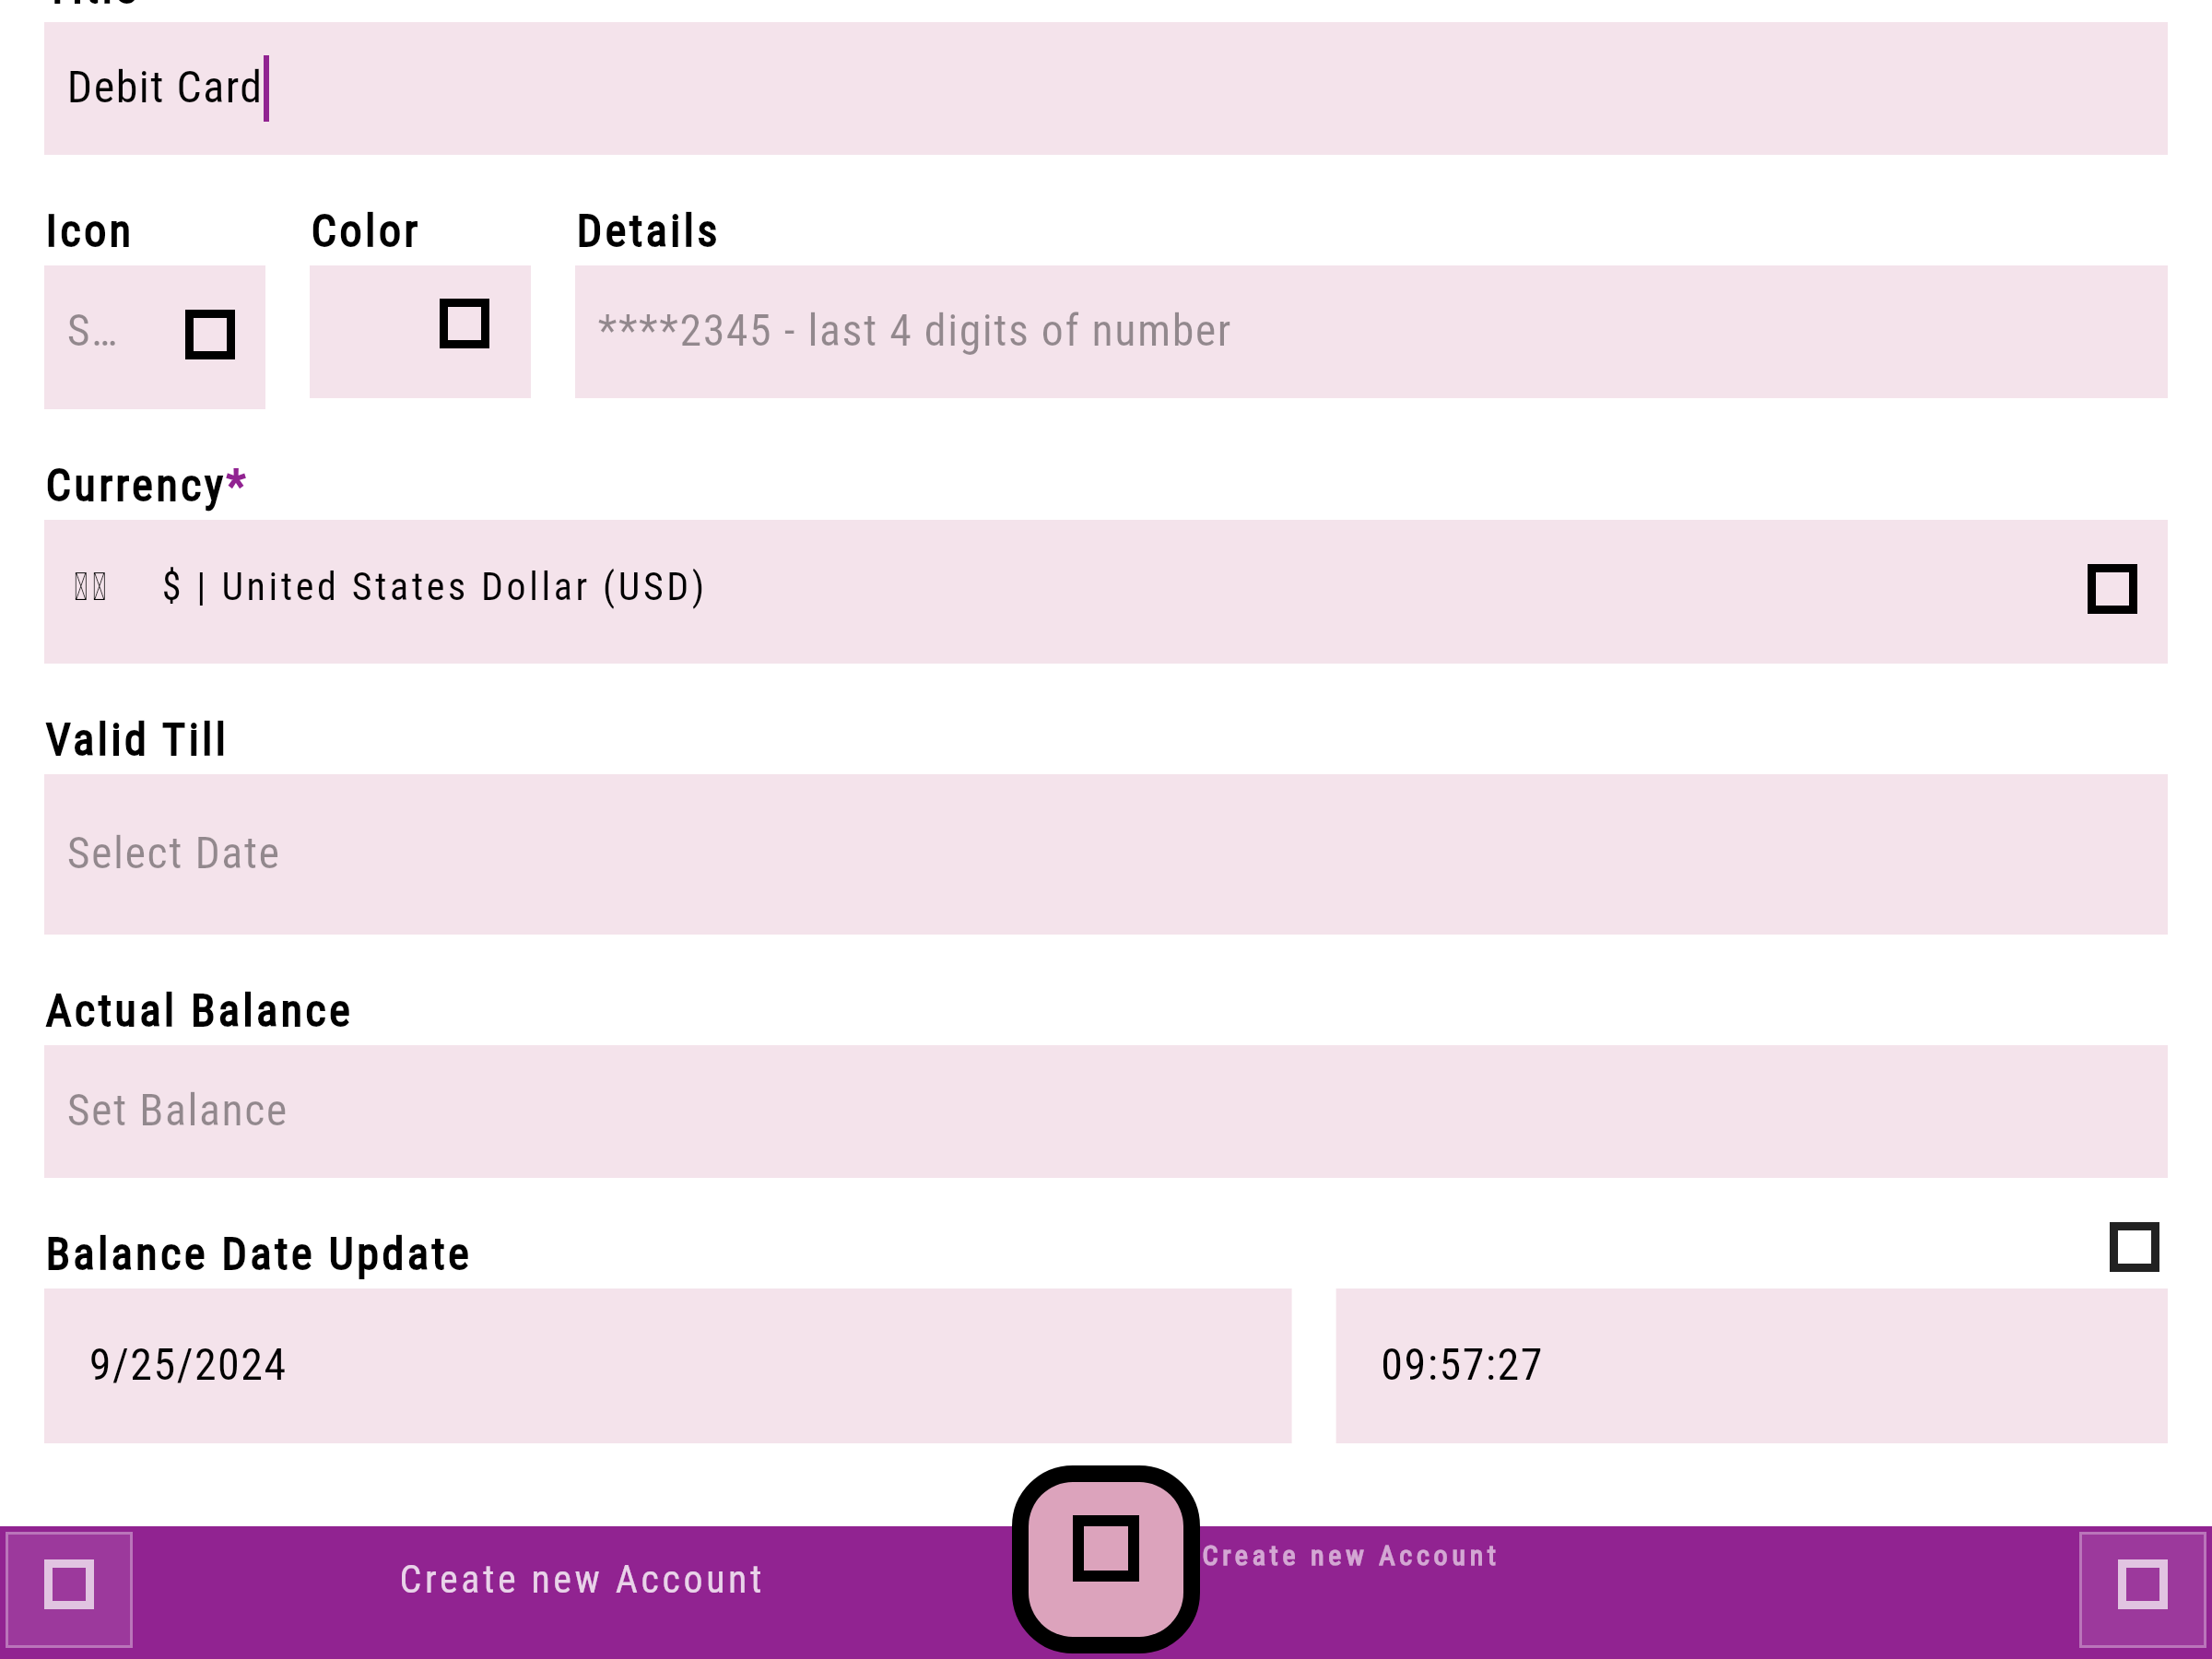 Debit Card
Icon
Color
Details
S...
****2345 - last 4 digits of number
Currency*
$ | United States Dollar (USD)
Valid Till
Select Date
Actual Balance
Set Balance
Balance Date Update
9/25/2024
09:57:27
Create new Account
Create new Account